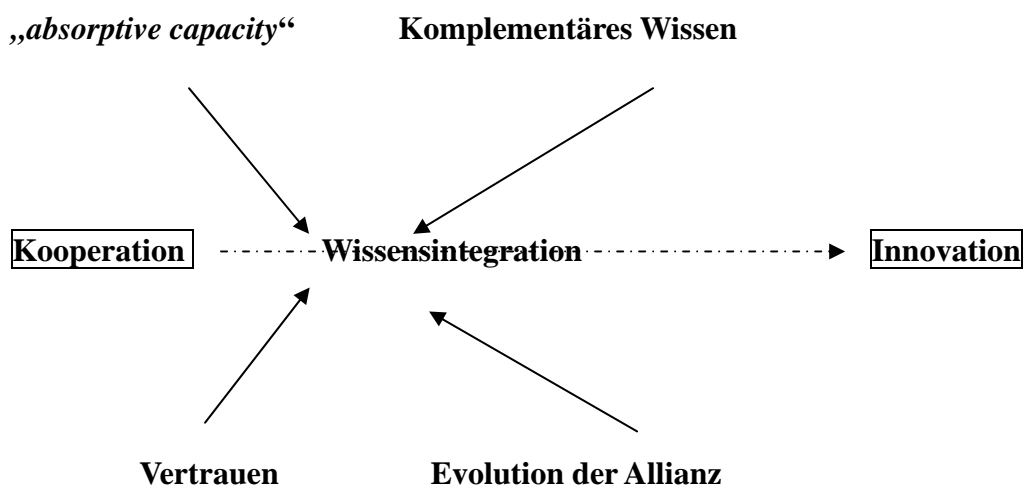 „absorptive capacity“ Komplementäres Wissen
Kooperation Wissensintegration Innovation
Vertrauen Evolution der Allianz